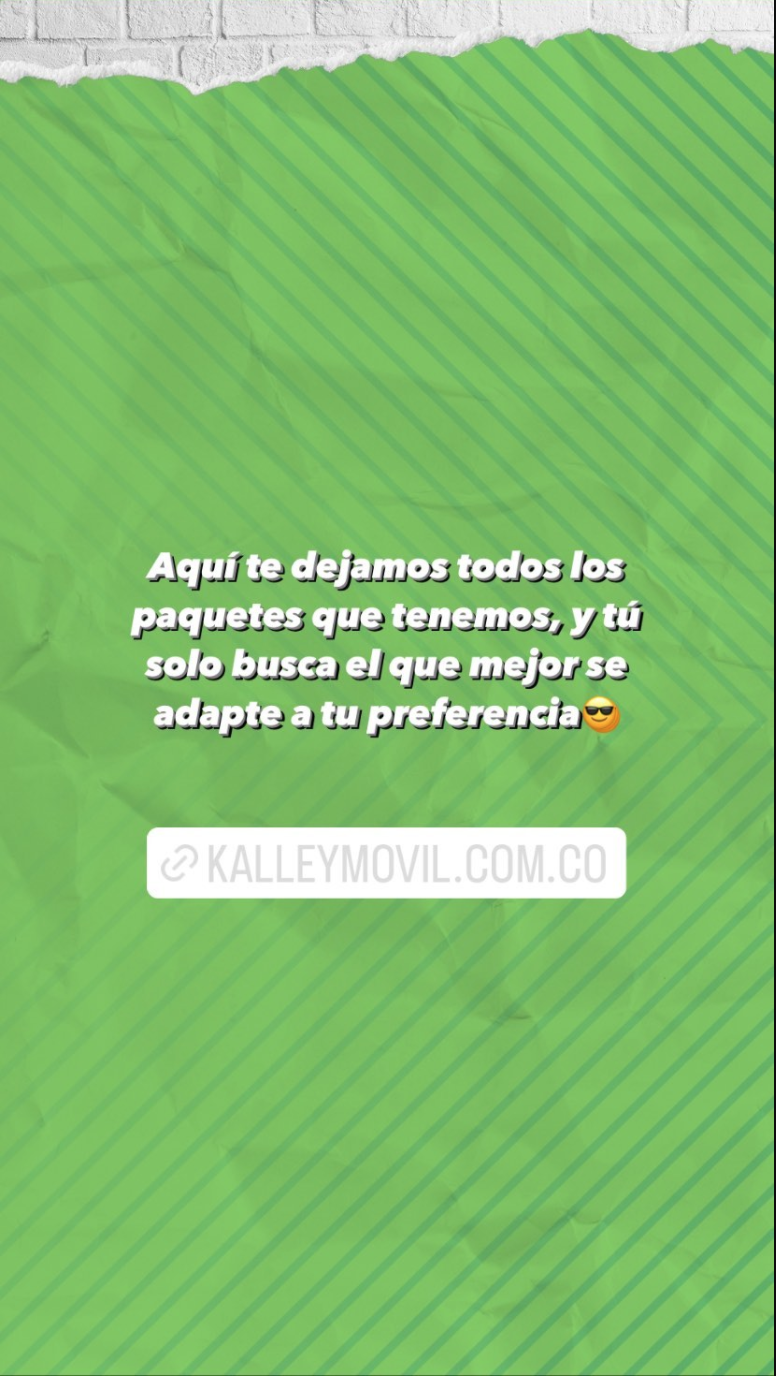 Aquí te dejamos todos los
paquetes que tenemos, y tú
solo busca el que mejor se
adapte a tu preferencia😎
KALLEYMOVIL.COM.CO